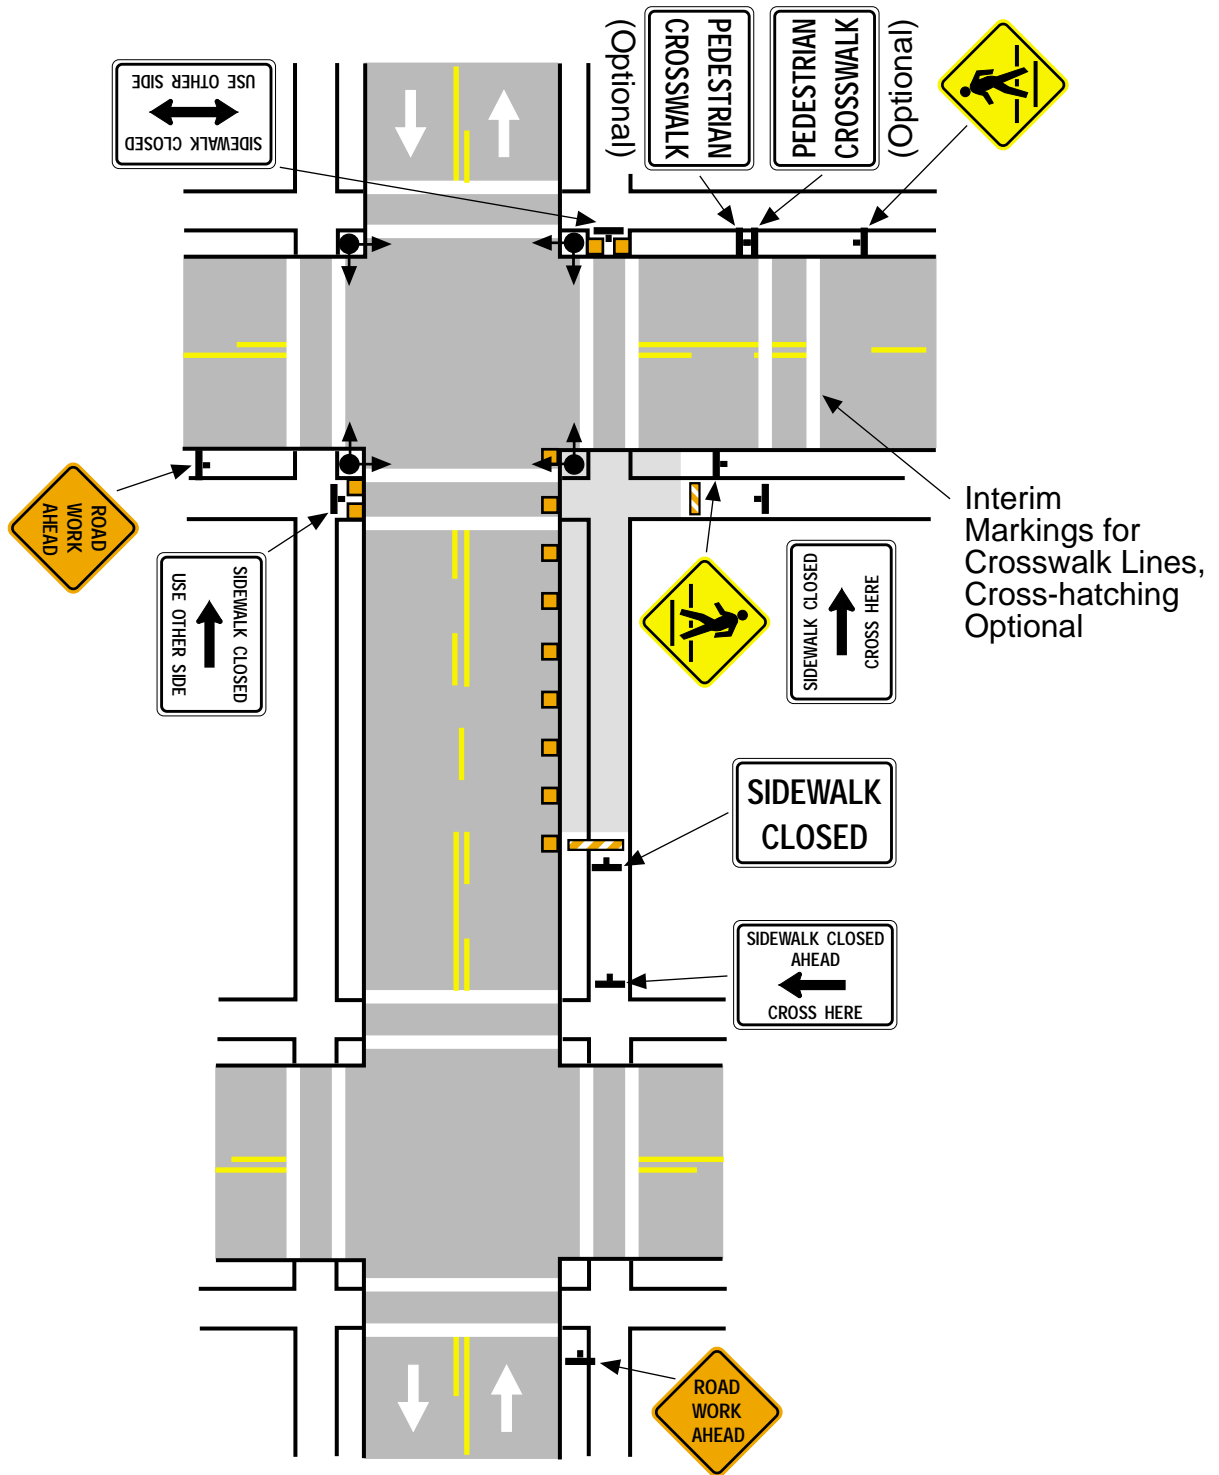 SIDEWALK CLOSED
USE OTHER SIDE
PEDESTRIAN
CROSSWALK
(Optional)
PEDESTRIAN
CROSSWALK
(Optional)
ROAD
WORK
AHEAD
SIDEWALK CLOSED
USE OTHER SIDE
SIDEWALK CLOSED
CROSS HERE
Interim
Markings for
Crosswalk Lines,
Cross-hatching
Optional
SIDEWALK
CLOSED
SIDEWALK CLOSED
AHEAD
CROSS HERE
ROAD
WORK
AHEAD